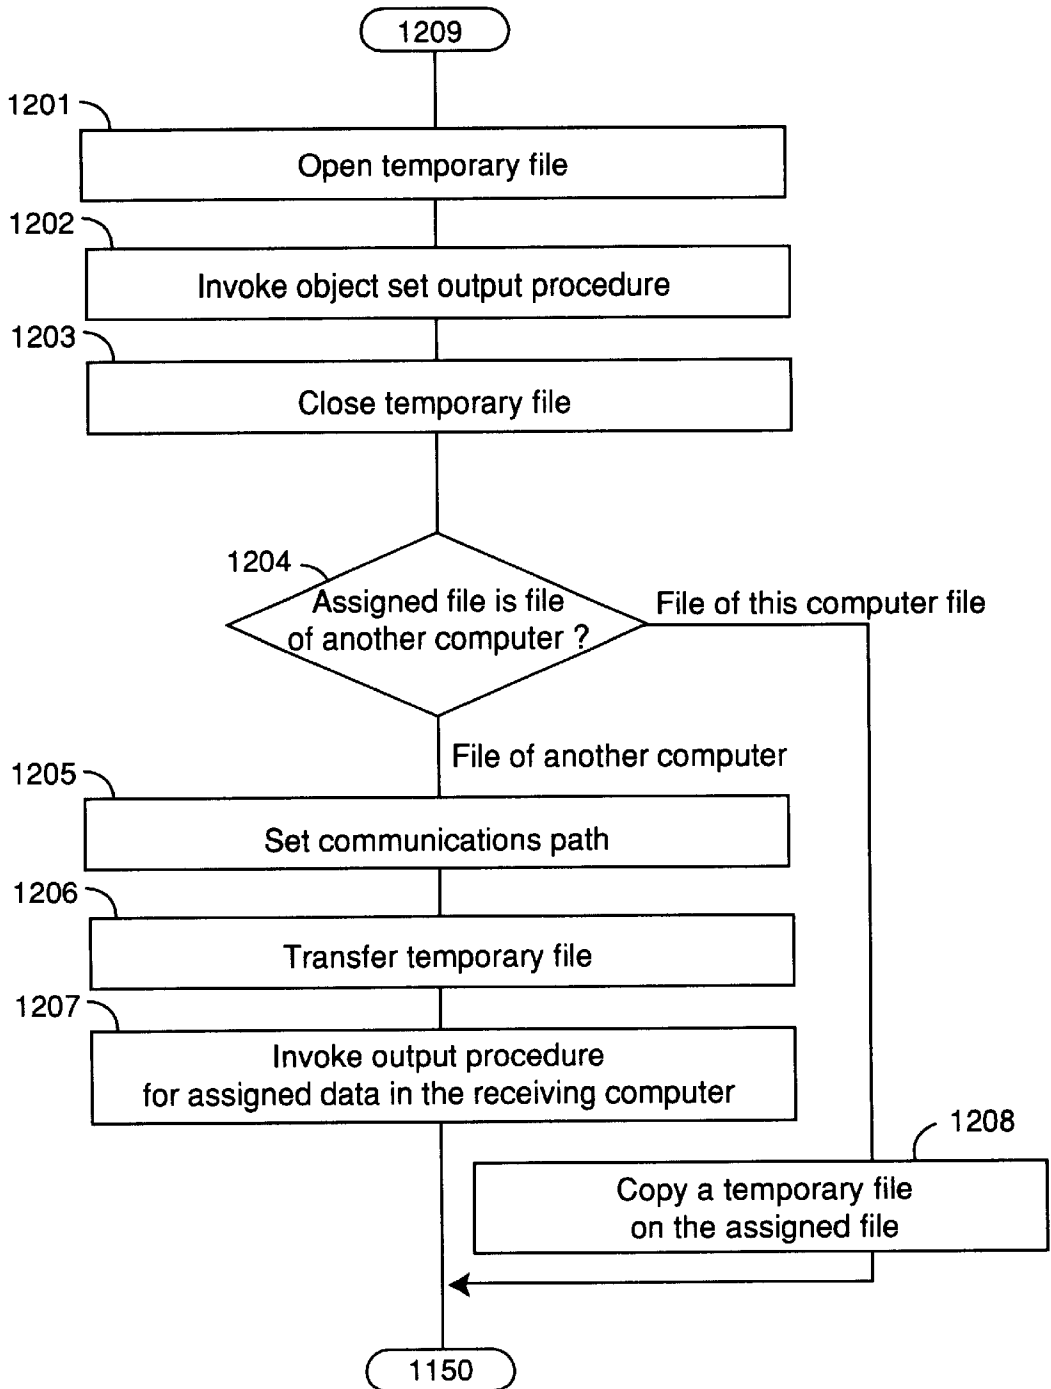 1209
1201
Open temporary file
1202
Invoke object set output procedure
1203
Close temporary file
1204
Assigned file is file
of another computer ?
File of this computer file
File of another computer
1205
Set communications path
1206
Transfer temporary file
1207
Invoke output procedure
for assigned data in the receiving computer
1208
Copy a temporary file
on the assigned file
1150